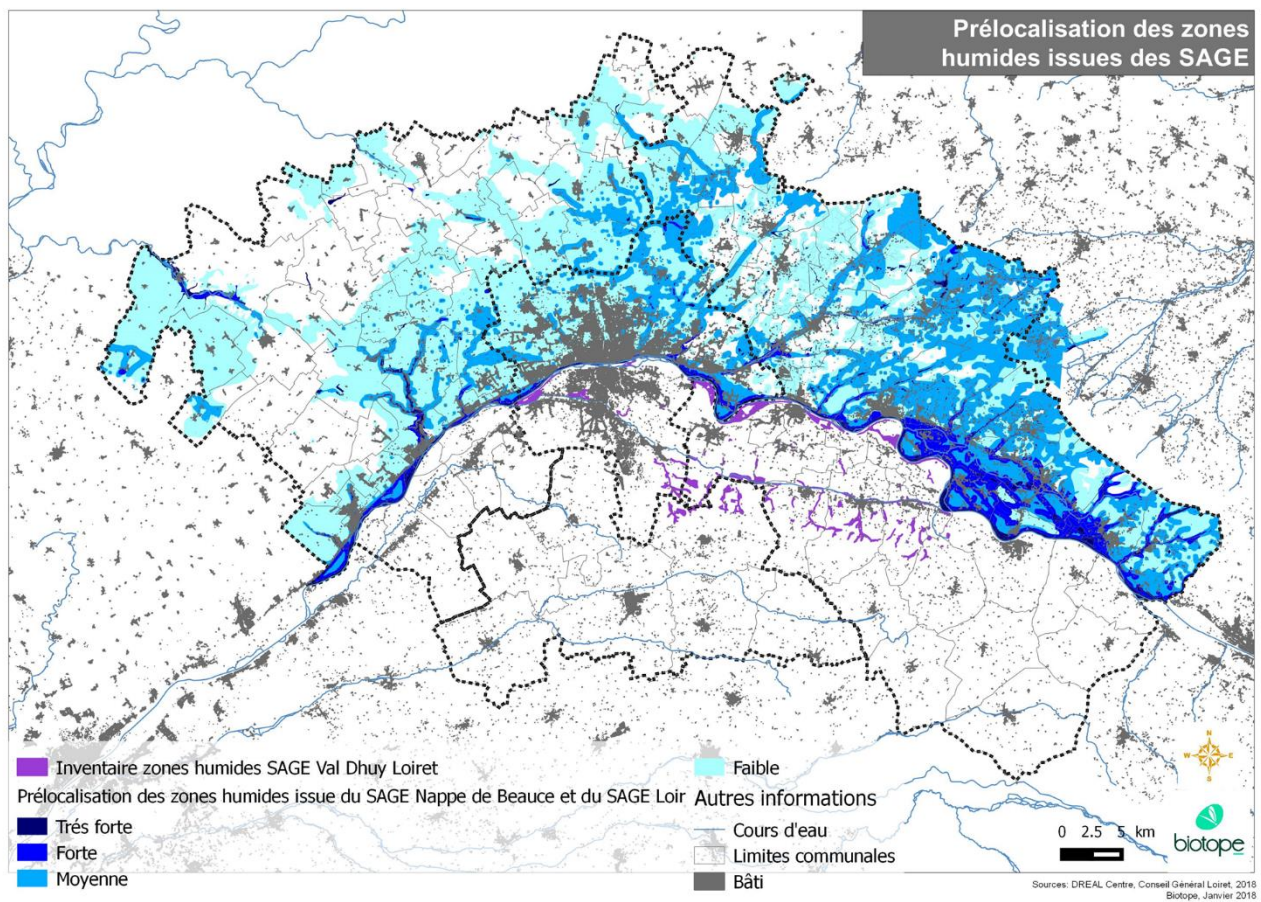 Prélocalisation des zones
humides issues des SAGE
N
W E
S
Inventaire zones humides SAGE Val Dhuy Loiret
Prélocalisation des zones humides issue du SAGE Nappe de Beauce et du SAGE Loir
Trés forte
Forte
Moyenne
Faible
Autres informations
Cours d'eau
Limites communales
Bâti
0 2.5 5 km
biotope
Sources: DREAL Centre, Conseil Général Loiret, 2018
Biotope, Janvier 2018